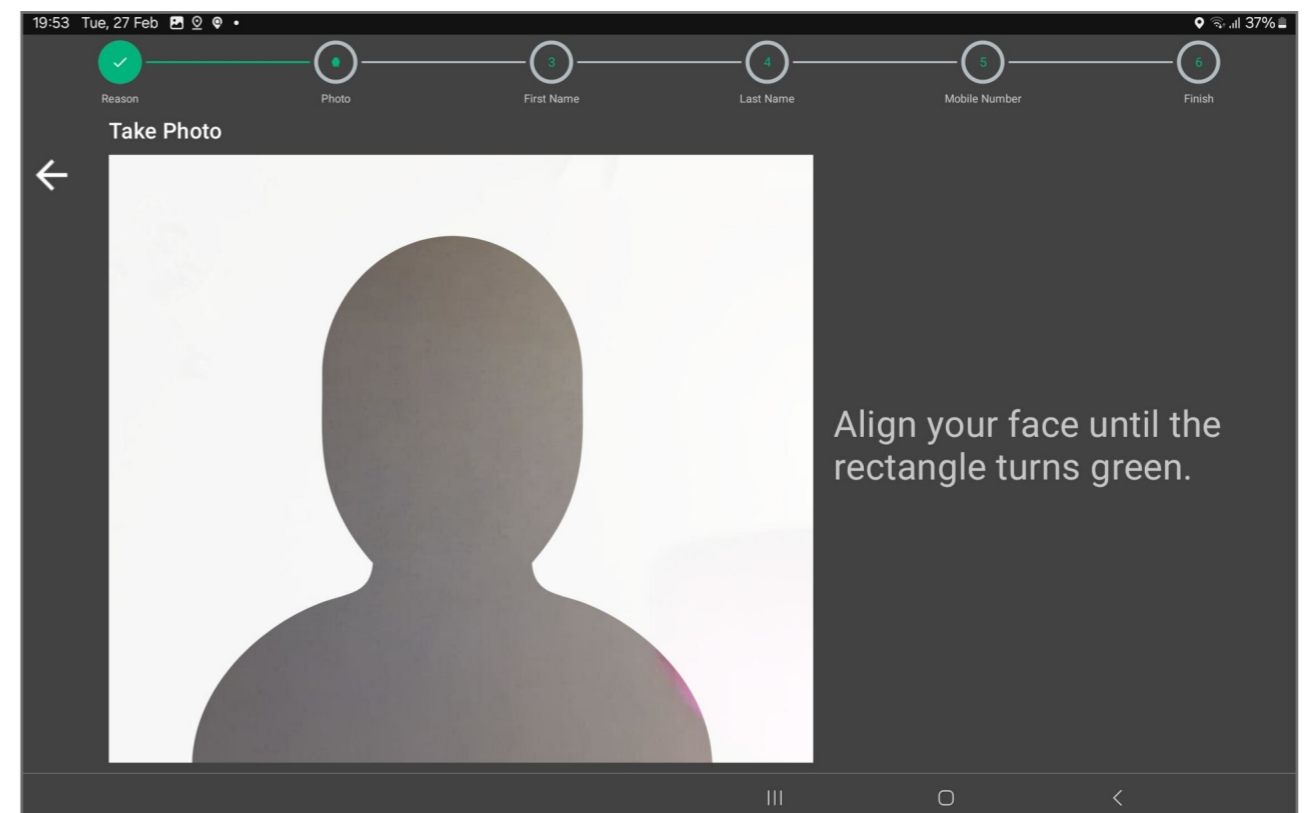 19:53 Tue, 27 Feb 37%
3 4 5 6
Reason Photo First Name Last Name Mobile Number Finish
Take Photo
Align your face until the
rectangle turns green.